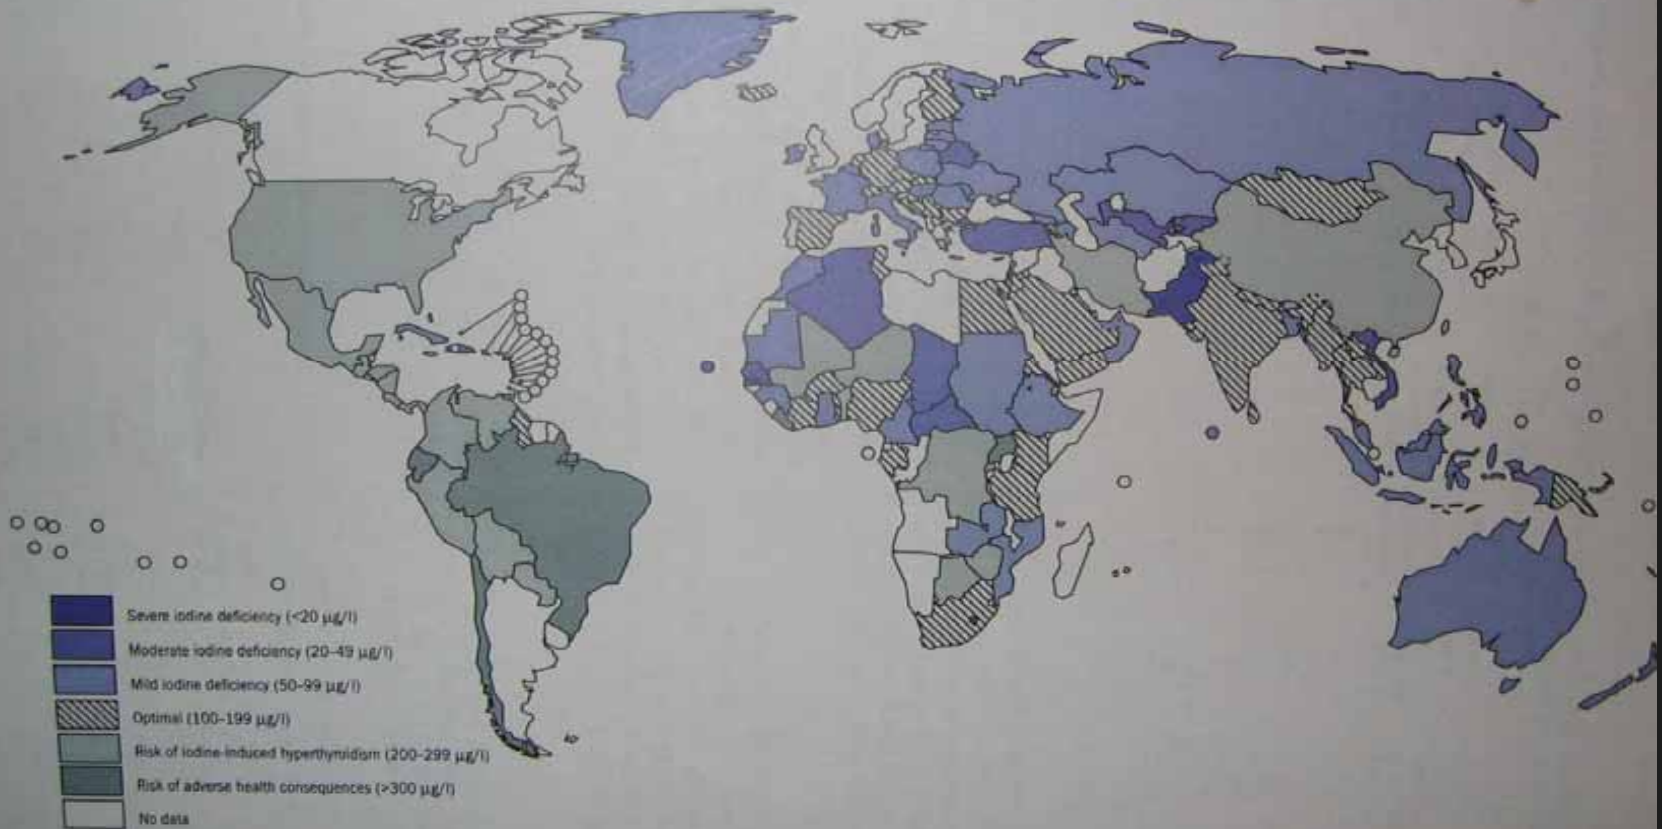 Severe iodine deficiency (<20 µg/l)
Moderate iodine deficiency (20–49 µg/l)
Mild iodine deficiency (50–99 µg/l)
Optimal (100–199 µg/l)
Risk of iodine-induced hyperthyroidism (200–299 µg/l)
Risk of adverse health consequences (>300 µg/l)
No data